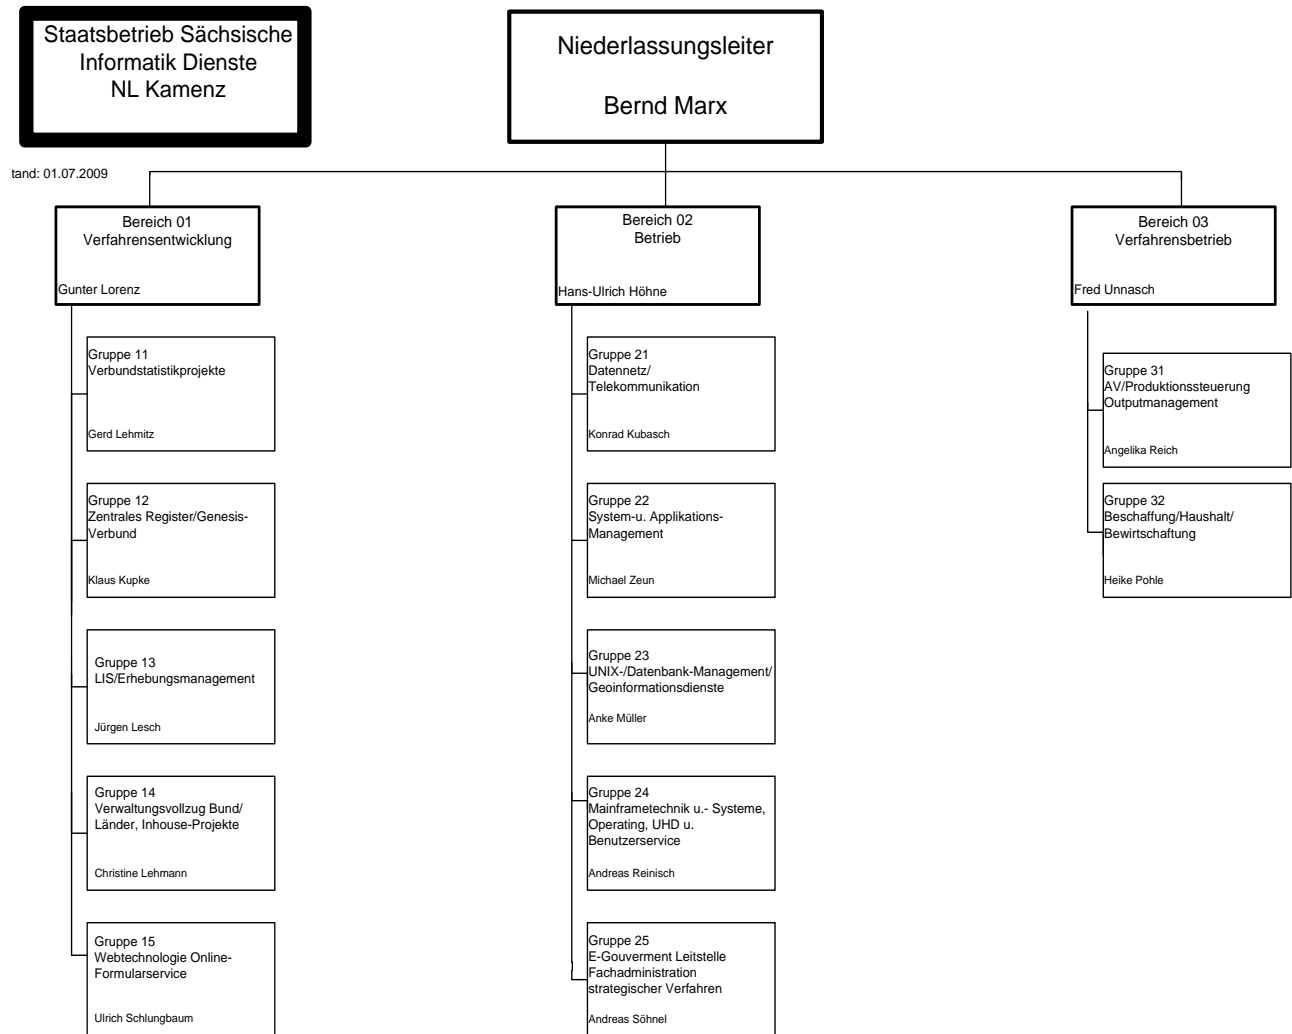 Staatsbetrieb Sächsische
Informatik Dienste
NL Kamenz
Niederlassungsleiter
Bernd Marx
tand: 01.07.2009
Bereich 01
Verfahrensentwicklung
Gunter Lorenz
Gruppe 11
Verbundstatistikprojekte
Gerd Lehmitz
Gruppe 12
Zentrales Register/Genesis-
Verbund
Klaus Kupke
Gruppe 13
LIS/Erhebungsmanagement
Jürgen Lesch
Gruppe 14
Verwaltungsvollzug Bund/
Länder, Inhouse-Projekte
Christine Lehmann
Gruppe 15
Webtechnologie Online-
Formularservice
Ulrich Schlungbaum
Bereich 02
Betrieb
Hans-Ulrich Höhne
Gruppe 21
Datennetz/
Telekommunikation
Konrad Kubasch
Gruppe 22
System-u. Applikations-
Management
Michael Zeun
Gruppe 23
UNIX-/Datenbank-Management/
Geoinformationsdienste
Anke Müller
Gruppe 24
Mainframetechnik u.- Systeme,
Operating, UHD u.
Benutzerservice
Andreas Reinisch
Gruppe 25
E-Gouverment Leitstelle
Fachadministration
strategischer Verfahren
Andreas Söhnel
Bereich 03
Verfahrensbetrieb
Fred Unnasch
Gruppe 31
AV/Produktionssteuerung
Outputmanagement
Angelika Reich
Gruppe 32
Beschaffung/Haushalt/
Bewirtschaftung
Heike Pohle